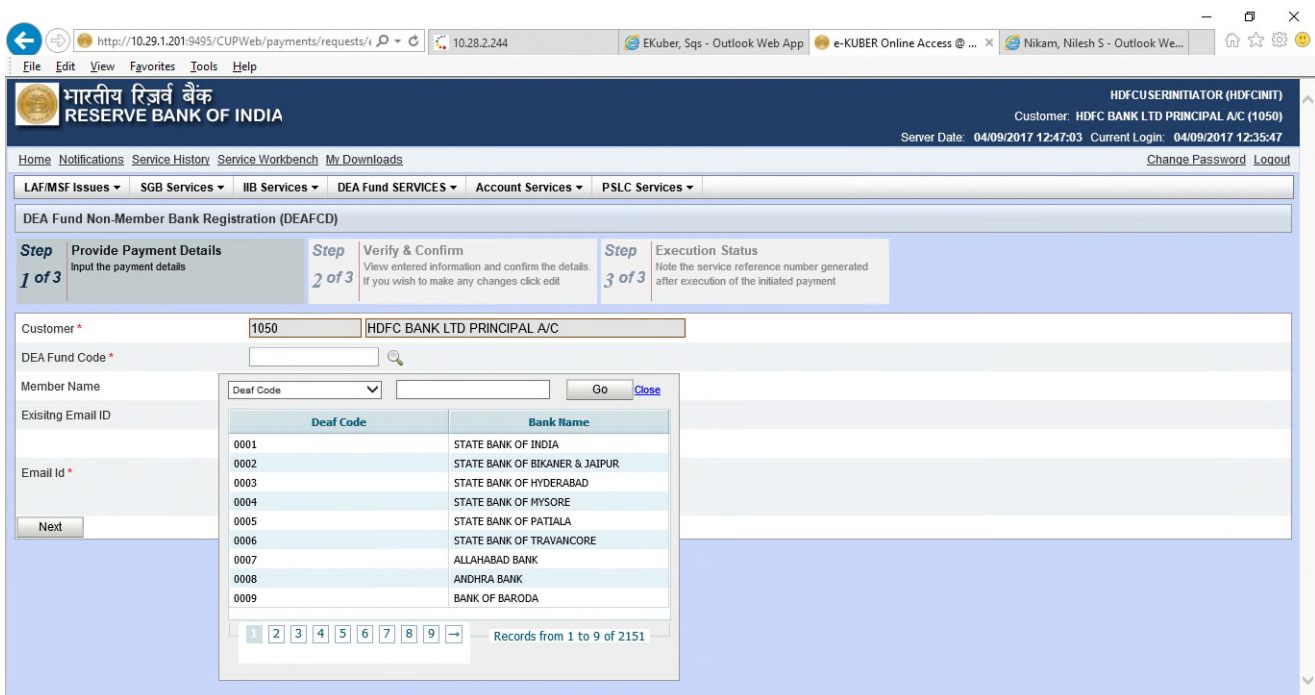 http://10.29.1.201:9495/CUPWeb/payments/requests/
10.28.2.244
EKuber, Sqs - Outlook Web App
e-KUBER Online Access @ ...
Nikam, Nilesh S - Outlook We...
File Edit View Favorites Tools Help
भारतीय रिज़र्व बैंक
RESERVE BANK OF INDIA
HDFCUSERINITIATOR (HDFCINIT)
Customer: HDFC BANK LTD PRINCIPAL A/C (1050)
Server Date: 04/09/2017 12:47:03 Current Login: 04/09/2017 12:35:47
Home Notifications Service History Service Workbench My Downloads
Change Password Logout
LAF/MSF Issues SGB Services IIB Services DEA Fund SERVICES Account Services PSLC Services
DEA Fund Non-Member Bank Registration (DEAFCD)
Step 1 of 3
Provide Payment Details
Input the payment details
Step 2 of 3
Verify & Confirm
View entered information and confirm the details.
If you wish to make any changes click edit
Step 3 of 3
Execution Status
Note the service reference number generated
after execution of the initiated payment
Customer * 1050 HDFC BANK LTD PRINCIPAL A/C
DEA Fund Code *
Member Name
Exisitng Email ID
Email Id *
Next
Deaf Code Go Close
Deaf Code Bank Name
0001 STATE BANK OF INDIA
0002 STATE BANK OF BIKANER & JAIPUR
0003 STATE BANK OF HYDERABAD
0004 STATE BANK OF MYSORE
0005 STATE BANK OF PATIALA
0006 STATE BANK OF TRAVANCORE
0007 ALLAHABAD BANK
0008 ANDHRA BANK
0009 BANK OF BARODA
1 2 3 4 5 6 7 8 9 → Records from 1 to 9 of 2151